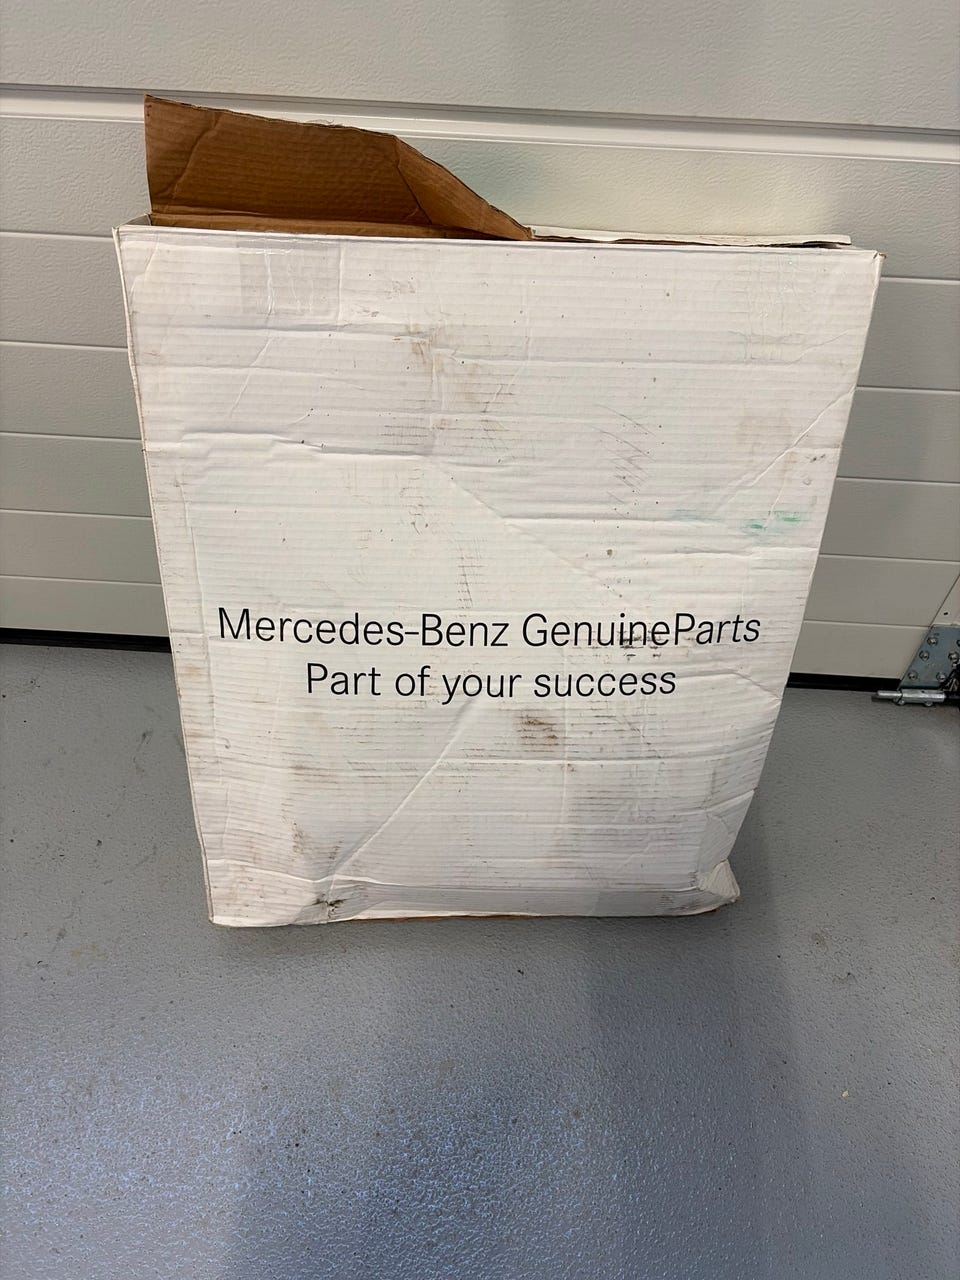 Mercedes-Benz GenuineParts
Part of your success